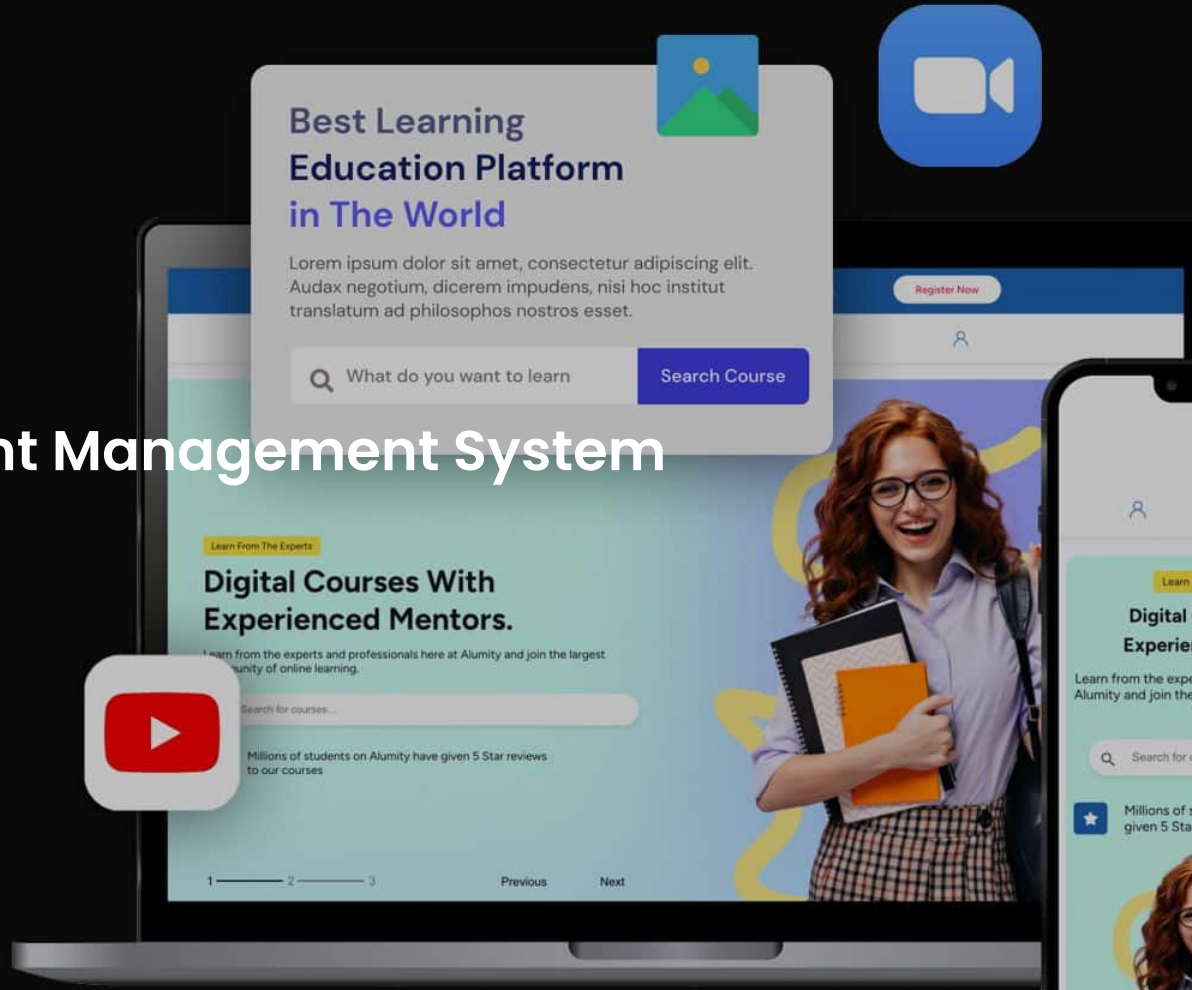 Best Learning
Education Platform
in The World
Lorem ipsum dolor sit amet, consectetur adipiscing elit.
Audax negotium, dicerem impudens, nisi hoc institut
translatum ad philosophos nostros esset.
What do you want to learn
Search Course
Register Now
nt Management System
Learn From The Experts
Digital Courses With
Experienced Mentors.
from the experts and professionals here at Alumity and join the largest
of online learning.
Search for courses...
Millions of students on Alumity have given 5 Star reviews
to our courses
1 2 3
Previous
Next
Learn
Digital
Experie
Learn from the expe
Alumity and join the
Search for
Millions of s
given 5 Sta